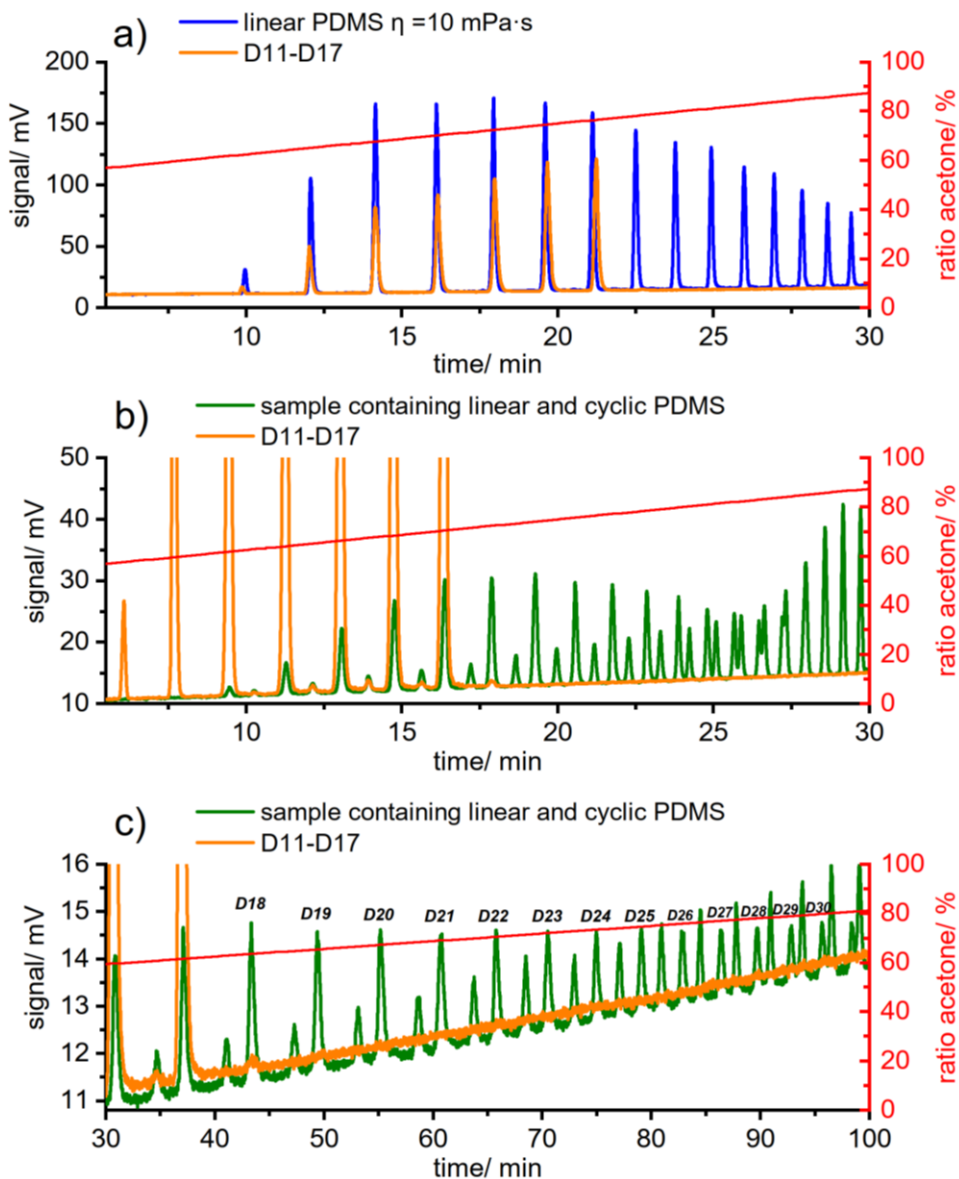 a)
linear PDMS η =10 mPa·s
D11-D17
200
150
100
50
0
signal/ mV
100
80
60
40
20
0
ratio acetone/ %
10 15 20 25 30
time/ min
b)
sample containing linear and cyclic PDMS
D11-D17
50
40
30
20
10
signal/ mV
100
80
60
40
20
0
ratio acetone/ %
10 15 20 25 30
time/ min
c)
sample containing linear and cyclic PDMS
D11-D17
16
15
14
13
12
11
signal/ mV
D18 D19 D20 D21 D22 D23 D24 D25 D26 D27 D28 D29 D30
100
80
60
40
20
0
ratio acetone/ %
30 40 50 60 70 80 90 100
time/ min